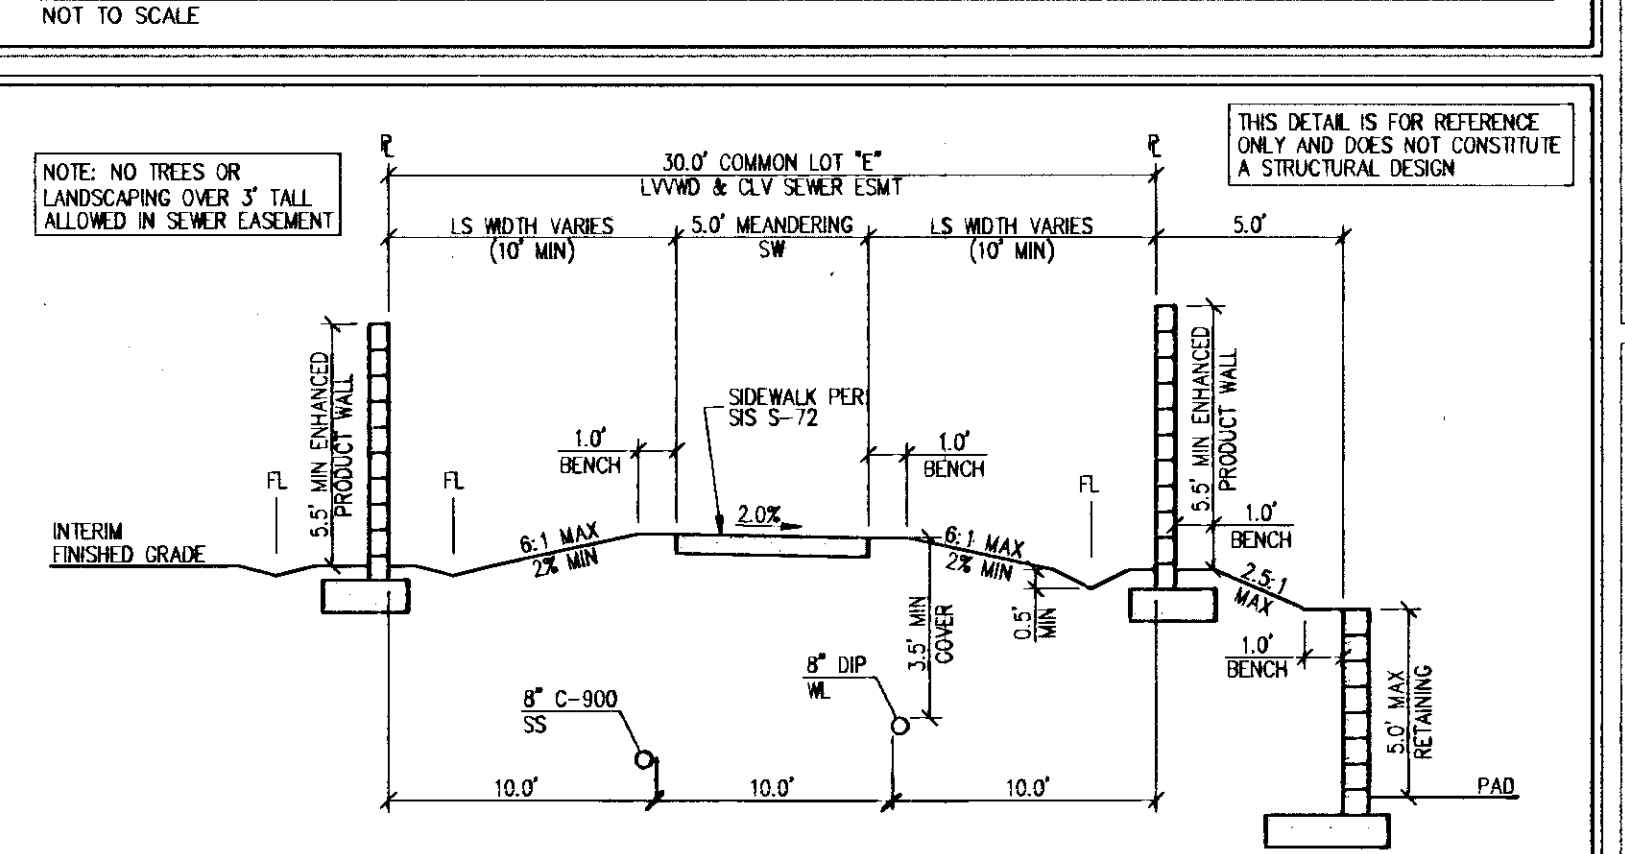 NOT TO SCALE
THIS DETAIL IS FOR REFERENCE
ONLY AND DOES NOT CONSTITUTE
A STRUCTURAL DESIGN
NOTE: NO TREES OR
LANDSCAPING OVER 3' TALL
ALLOWED IN SEWER EASEMENT
PL
PL
30.0' COMMON LOT "E"
LVVWD & CLV SEWER ESMT
LS WIDTH VARIES
(10' MIN)
5.0' MEANDERING
SW
LS WIDTH VARIES
(10' MIN)
5.0'
5.5' MIN ENHANCED
PRODUCT WALL
5.5' MIN ENHANCED
PRODUCT WALL
SIDEWALK PER
SIS S-72
1.0'
BENCH
1.0'
BENCH
FL
FL
FL
INTERIM
FINISHED GRADE
6:1 MAX
2% MIN
2.0%
6:1 MAX
2% MIN
1.0'
BENCH
2.5:1
MAX
3.5' MIN
COVER
0.5'
MIN
1.0'
BENCH
8" DIP
WL
8" C-900
SS
5.0' MAX
RETAINING
10.0'
10.0'
10.0'
PAD